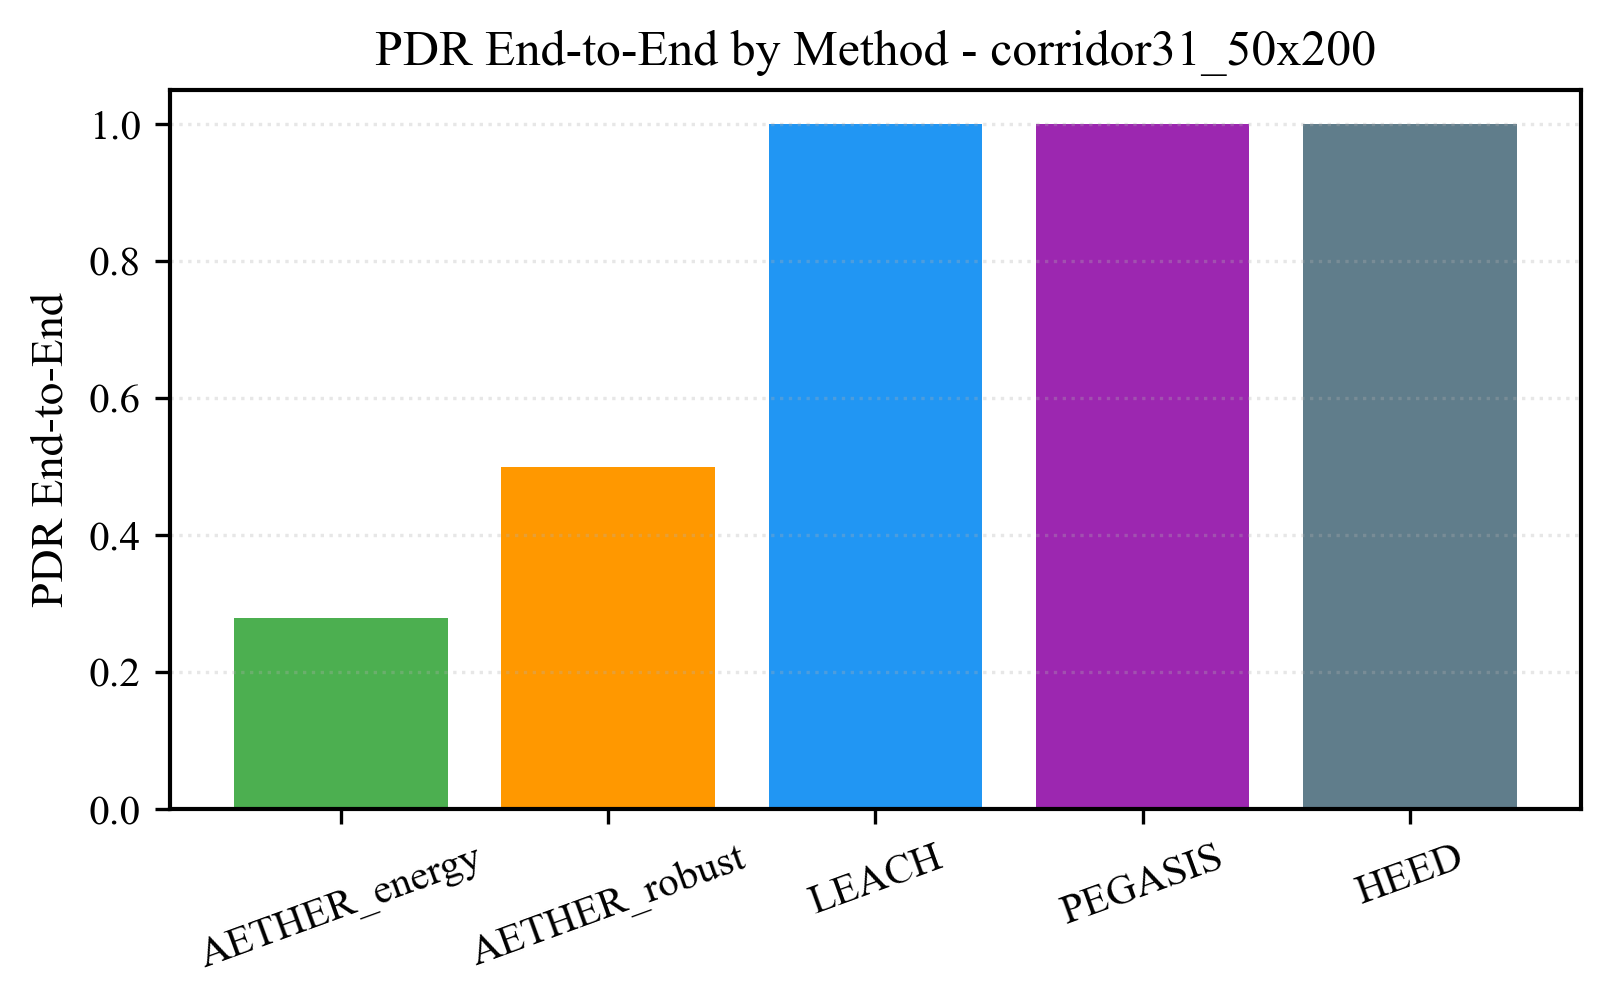 PDR End-to-End by Method - corridor31_50x200
PDR End-to-End
1.0
0.8
0.6
0.4
0.2
0.0
AETHER_energy
AETHER_robust
LEACH
PEGASIS
HEED